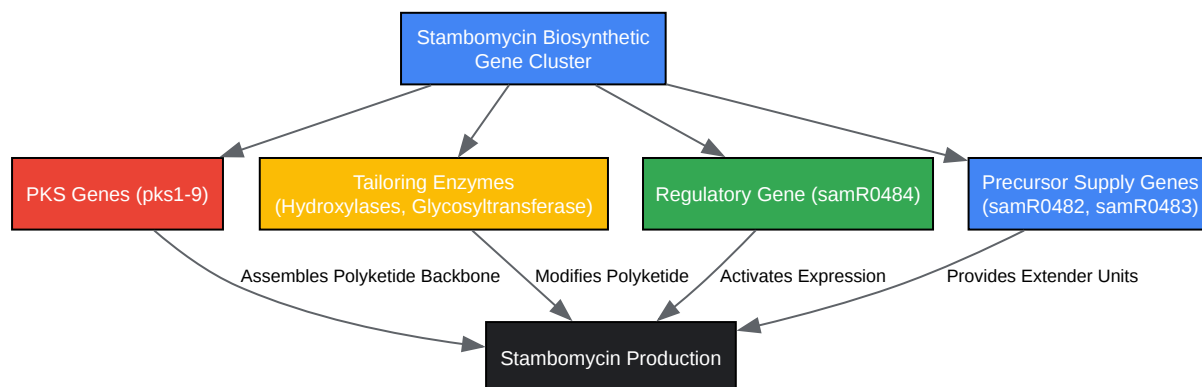 Stambomycin Biosynthetic
Gene Cluster
PKS Genes (pks1-9)
Tailoring Enzymes
(Hydroxylases, Glycosyltransferase)
Regulatory Gene (samR0484)
Precursor Supply Genes
(samR0482, samR0483)
Assembles Polyketide Backbone
Modifies Polyketide
Activates Expression
Provides Extender Units
Stambomycin Production